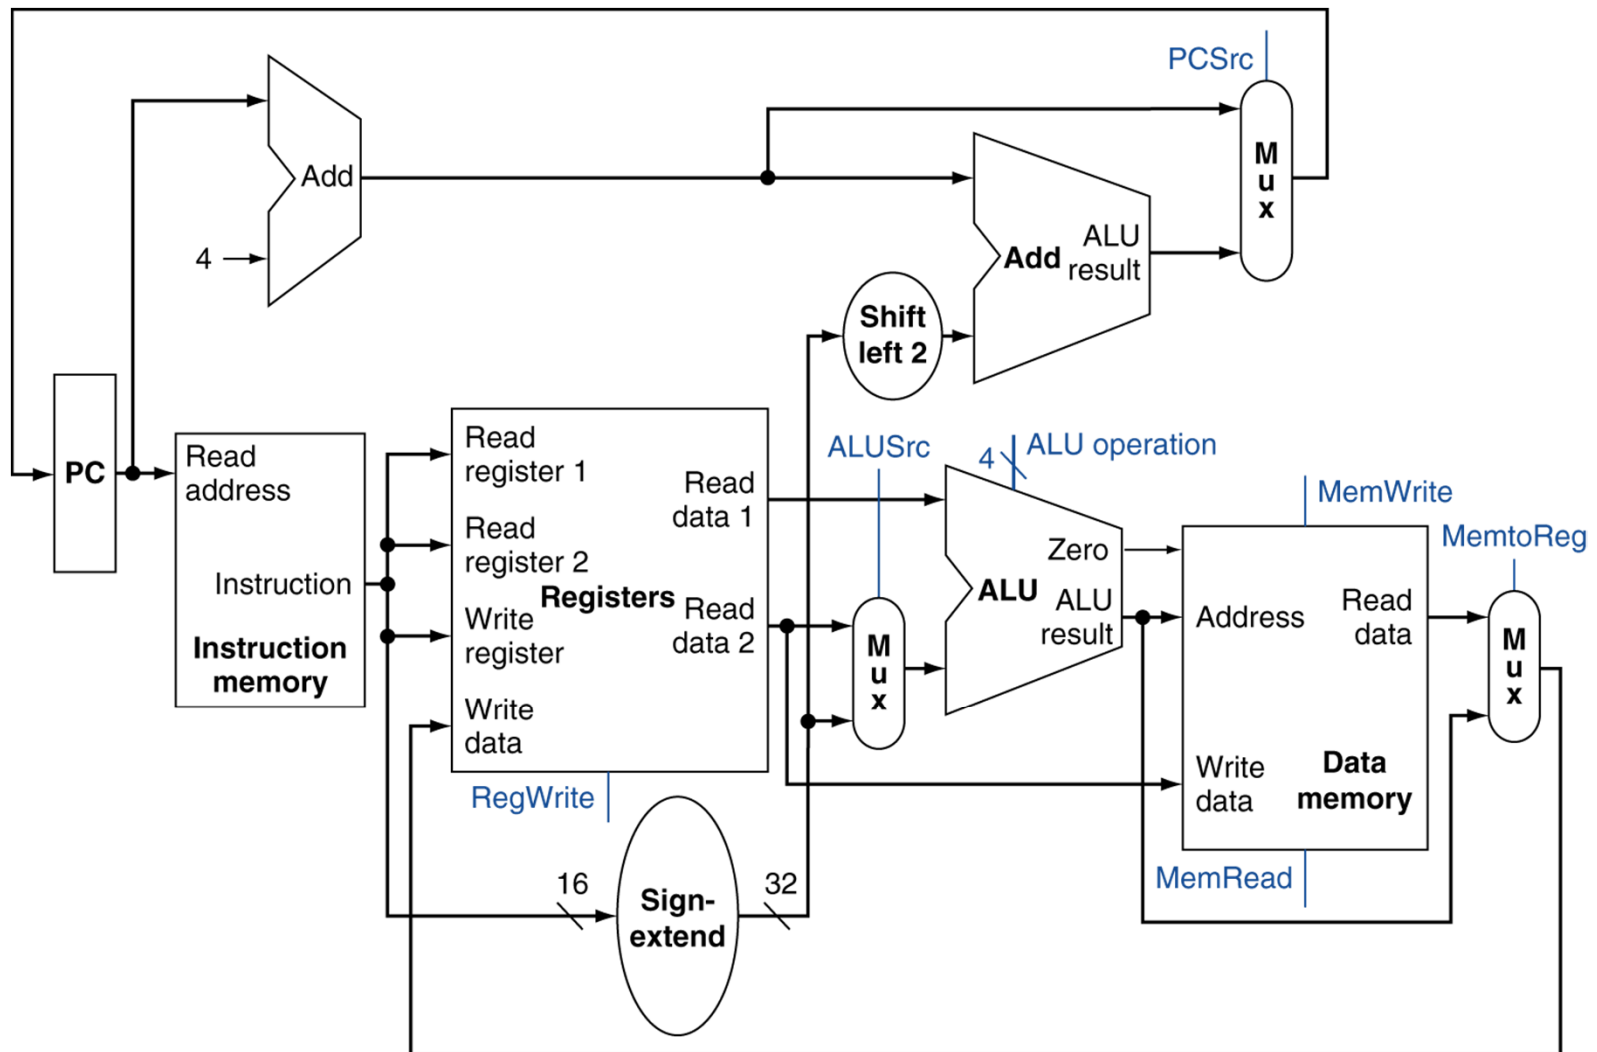 PCSrc
M
u
x
Add
4
Add
ALU
result
Shift
left 2
PC
Read
address
Instruction
Instruction
memory
Read
register 1
Read
register 2
Write
register
Write
data
Registers
Read
data 1
Read
data 2
RegWrite
16
Sign-
extend
32
ALUSrc
M
u
x
4
ALU operation
Zero
ALU
ALU
result
MemWrite
Address
Read
data
Write
data
Data
memory
MemRead
MemtoReg
M
u
x